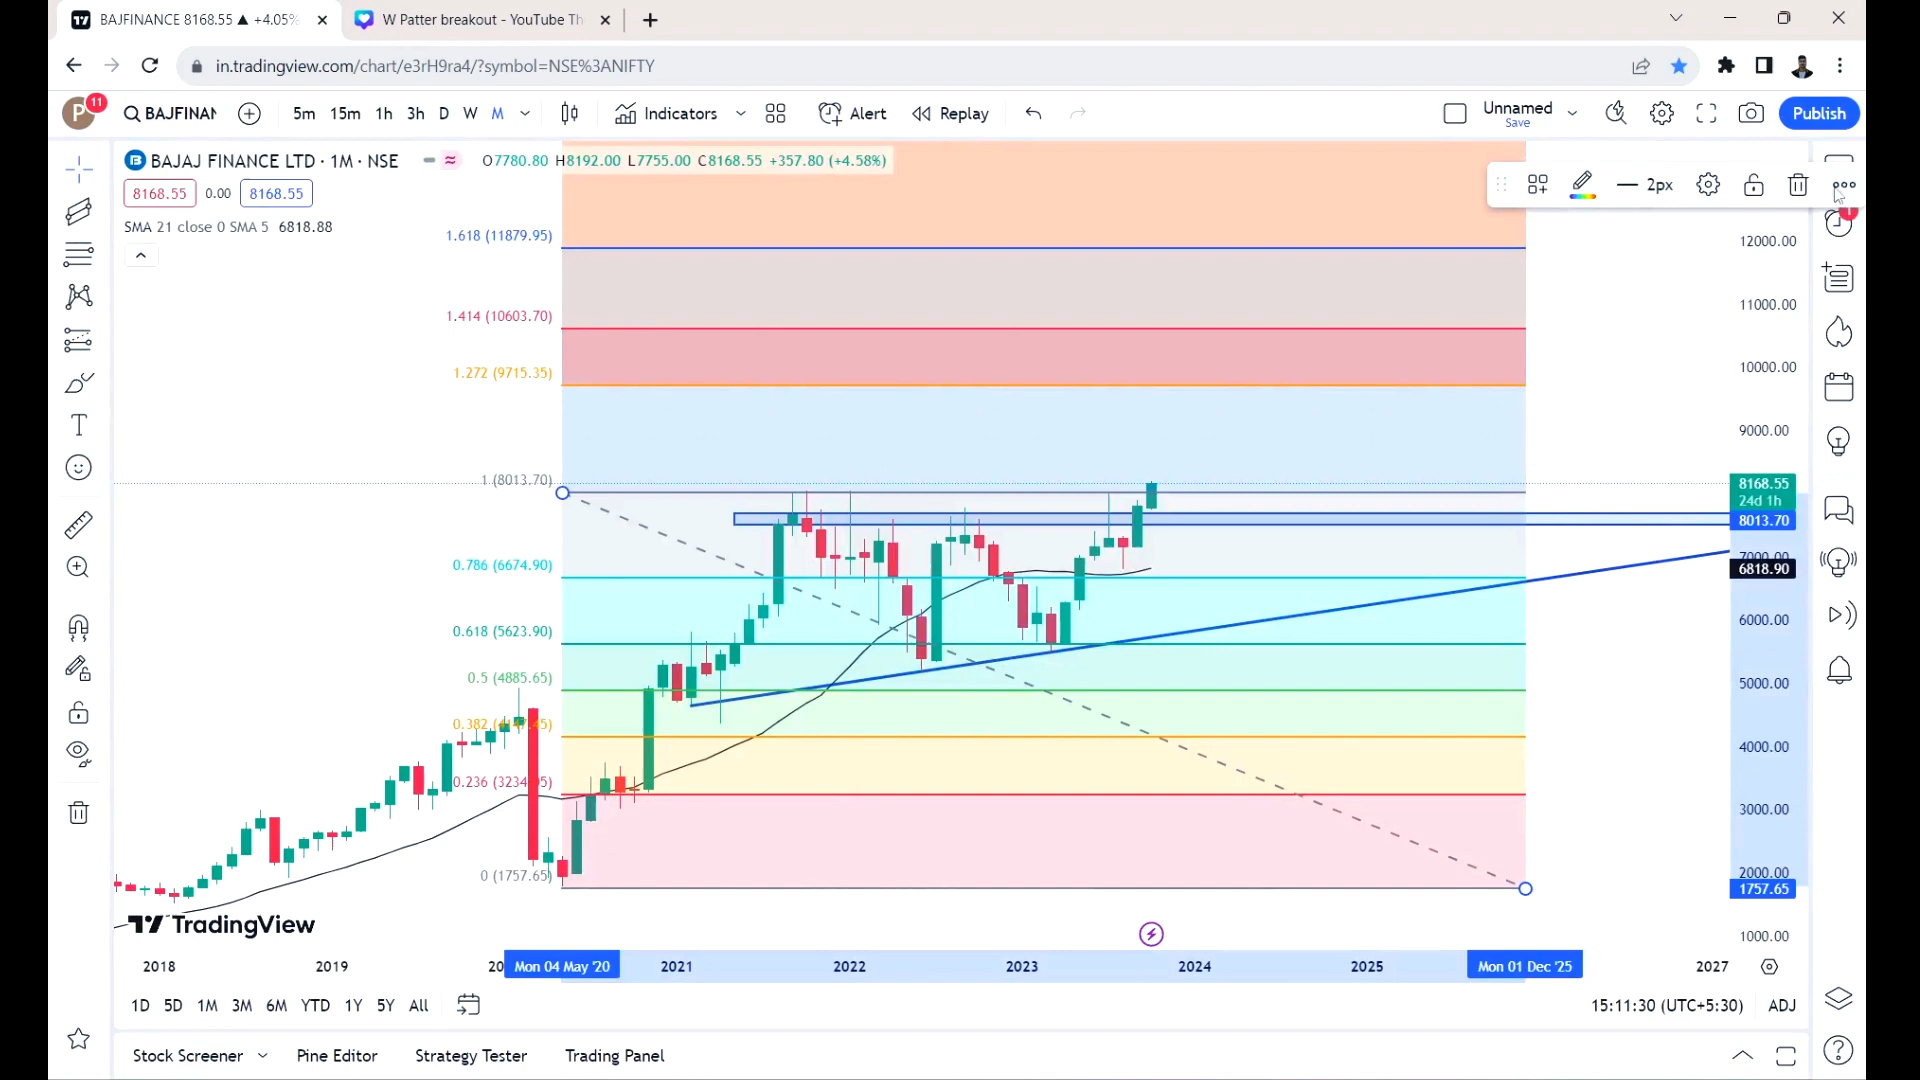 BAJFINANCE 8168.55 ▲ +4.05%
W Patter breakout - YouTube Th
in.tradingview.com/chart/e3rH9ra4/?symbol=NSE%3ANIFTY
P 11
BAJFINAN
5m 15m 1h 3h D W M
Indicators
Alert
Replay
Unnamed
Save
Publish
BAJAJ FINANCE LTD · 1M · NSE
O7780.80 H8192.00 L7755.00 C8168.55 +357.80 (+4.58%)
8168.55 0.00 8168.55
SMA 21 close 0 SMA 5 6818.88
2px
1.618 (11879.95)
1.414 (10603.70)
1.272 (9715.35)
1 (8013.70)
0.786 (6674.90)
0.618 (5623.90)
0.5 (4885.65)
0.236
0 (1757.65)
12000.00
11000.00
10000.00
9000.00
8168.55
24d 1h
8013.70
7000.00
6818.90
6000.00
5000.00
4000.00
3000.00
2000.00
1757.65
1000.00
TradingView
2018 2019 20 Mon 04 May '20 2021 2022 2023 2024 2025 Mon 01 Dec '25 2027
1D 5D 1M 3M 6M YTD 1Y 5Y All
15:11:30 (UTC+5:30) ADJ
Stock Screener Pine Editor Strategy Tester Trading Panel